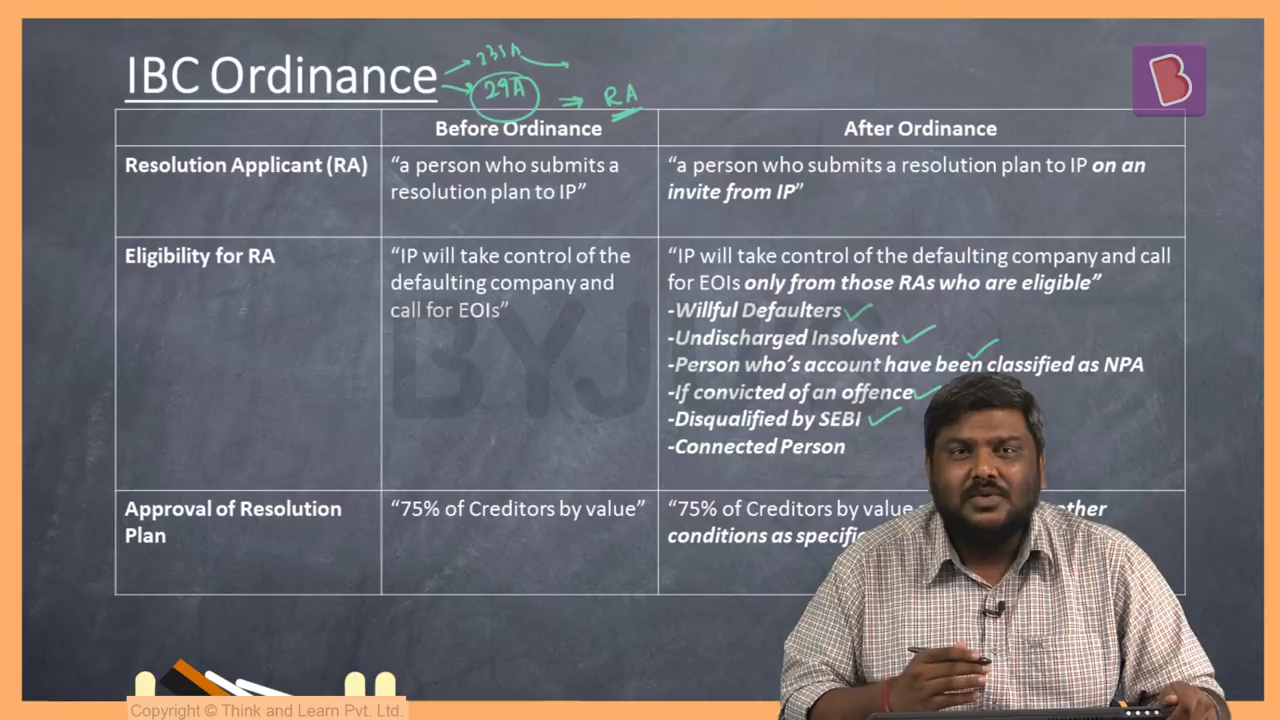 IBC Ordinance
235A
29A ⇒ RA
B
Before Ordinance
After Ordinance
Resolution Applicant (RA)
“a person who submits a
resolution plan to IP”
“a person who submits a resolution plan to IP on an
invite from IP”
Eligibility for RA
“IP will take control of the
defaulting company and
call for EOIs”
“IP will take control of the defaulting company and call
for EOIs only from those RAs who are eligible”
-Willful Defaulters
-Undischarged Insolvent
-Person who’s account have been classified as NPA
-If convicted of an offence
-Disqualified by SEBI
-Connected Person
BYJ
Approval of Resolution
Plan
“75% of Creditors by value”
“75% of Creditors by value other
conditions as
Copyright © Think and Learn Pvt. Ltd.